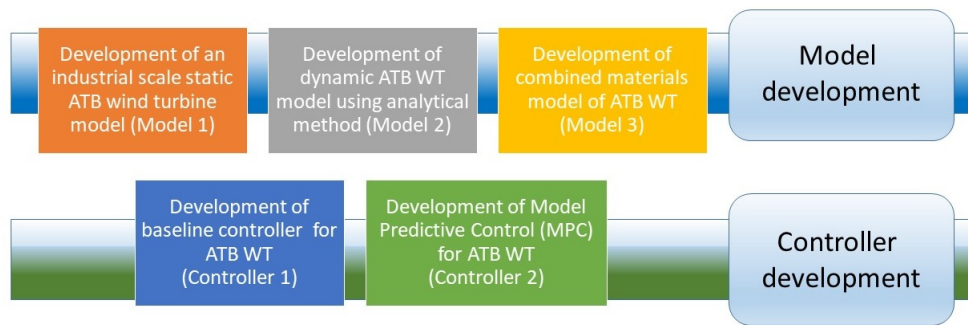 Development of an
industrial scale static
ATB wind turbine
model (Model 1)
Development of
dynamic ATB WT
model using analytical
method (Model 2)
Development of
combined materials
model of ATB WT
(Model 3)
Model
development
Development of
baseline controller for
ATB WT
(Controller 1)
Development of Model
Predictive Control (MPC)
for ATB WT
(Controller 2)
Controller
development